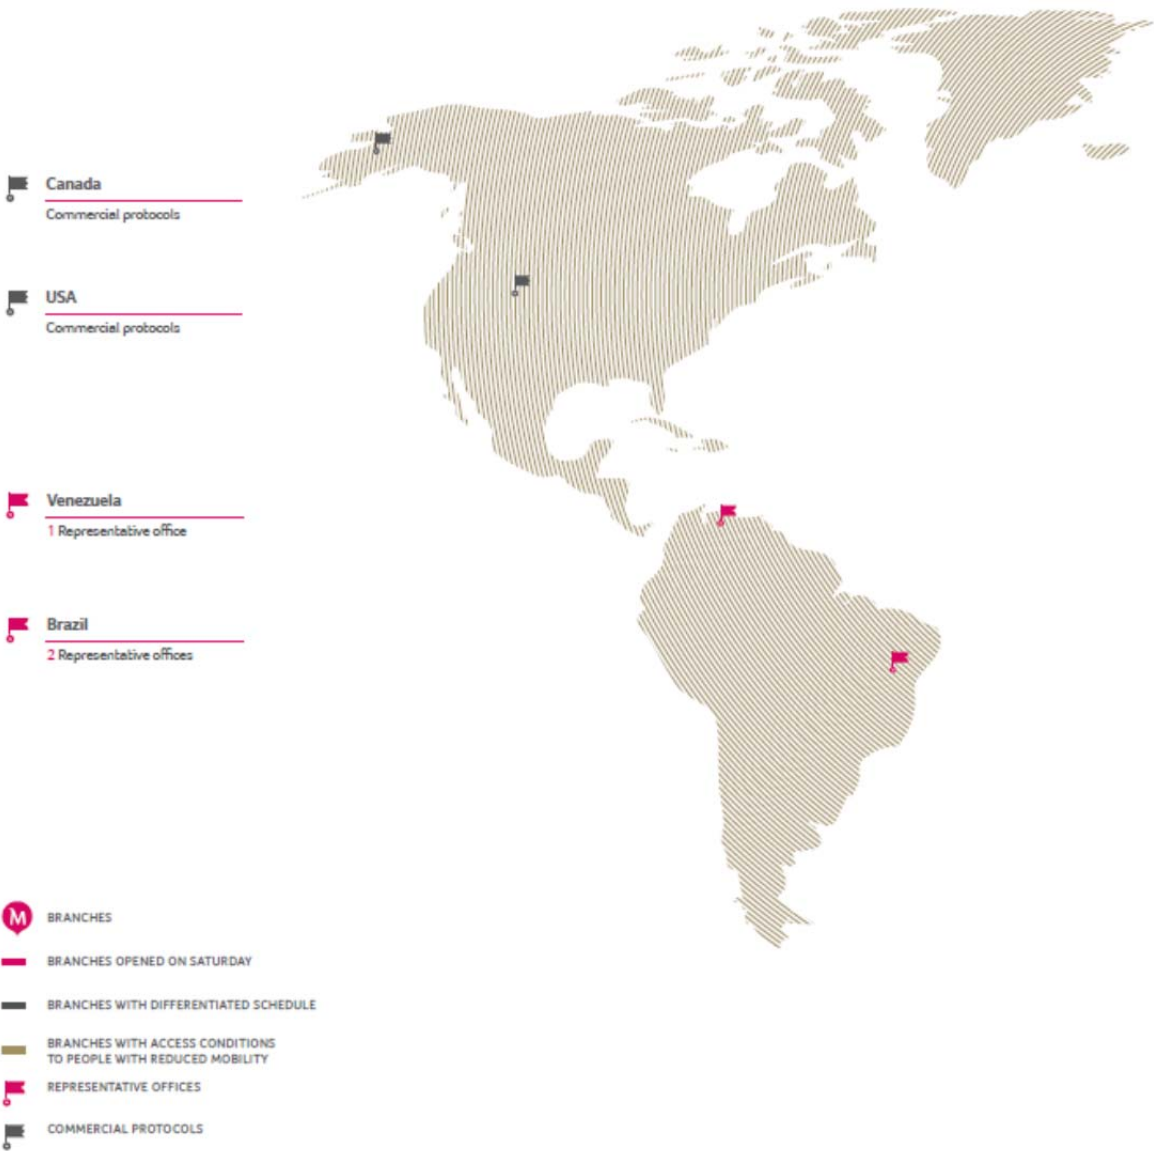 Canada
Commercial protocols
USA
Commercial protocols
Venezuela
1 Representative office
Brazil
2 Representative offices
M
BRANCHES
BRANCHES OPENED ON SATURDAY
BRANCHES WITH DIFFERENTIATED SCHEDULE
BRANCHES WITH ACCESS CONDITIONS
TO PEOPLE WITH REDUCED MOBILITY
REPRESENTATIVE OFFICES
COMMERCIAL PROTOCOLS